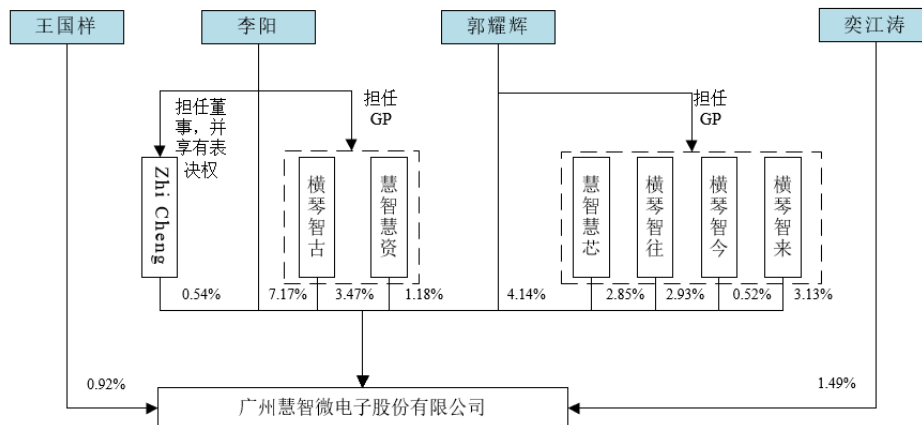 王国样
李阳
郭耀辉
奕江涛
担任董
事，并
享有表
决权
担任
GP
担任
GP
Zhi Cheng
横琴智古
慧智慧资
慧智慧芯
横琴智往
横琴智今
横琴智来
0.54%
7.17%
3.47%
1.18%
4.14%
2.85%
2.93%
0.52%
3.13%
0.92%
1.49%
广州慧智微电子股份有限公司